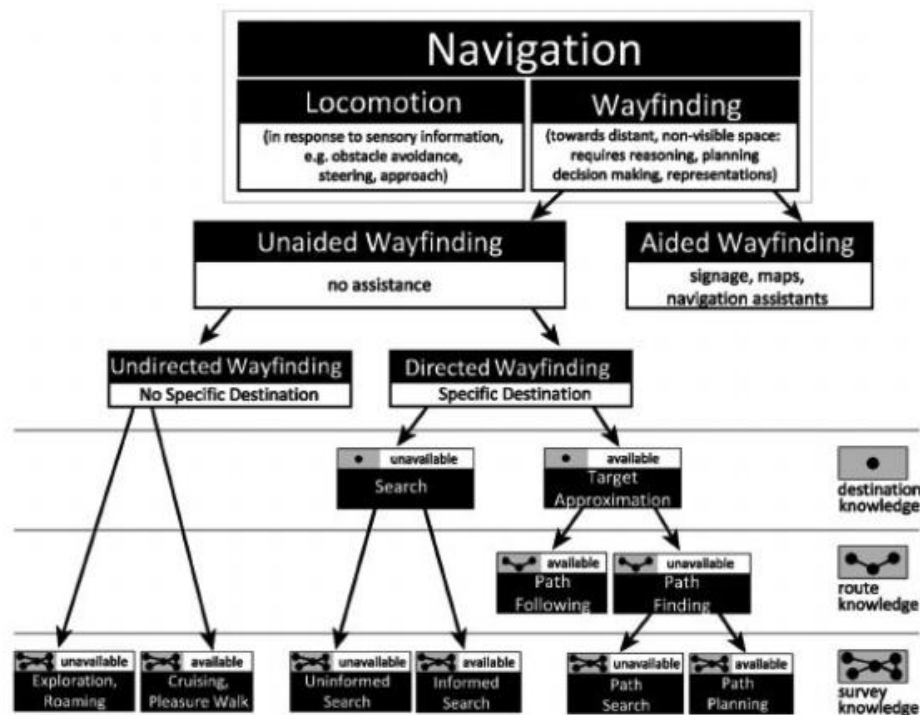 Navigation
Locomotion
(in response to sensory information,
e.g. obstacle avoidance,
steering, approach)
Wayfinding
(towards distant, non-visible space:
requires reasoning, planning
decision making, representations)
Unaided Wayfinding
no assistance
Aided Wayfinding
signage, maps,
navigation assistants
Undirected Wayfinding
No Specific Destination
Directed Wayfinding
Specific Destination
unavailable
Search
available
Target
Approximation
destination
knowledge
available
Path
Following
unavailable
Path
Finding
route
knowledge
unavailable
Exploration,
Roaming
available
Cruising,
Pleasure Walk
unavailable
Uninformed
Search
available
Informed
Search
unavailable
Path
Search
available
Path
Planning
survey
knowledge